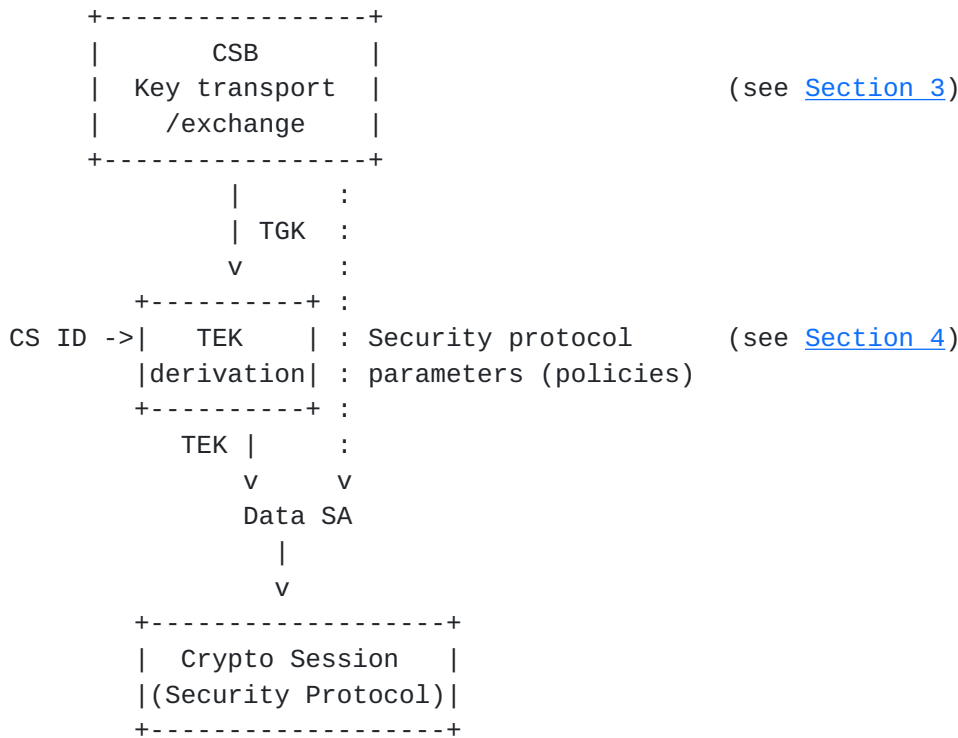 +-----------------+
|       CSB       |
|  Key transport  |                      (see Section 3)
|    /exchange    |
+-----------------+
         |      :
         | TGK  :
         v      :
   +----------+ :
CS ID ->|   TEK    | : Security protocol      (see Section 4)
   |derivation| : parameters (policies)
   +----------+ :
      TEK |     :
          v     v
          Data SA
            |
            v
   +-------------------+
   |  Crypto Session   |
   |(Security Protocol)|
   +-------------------+